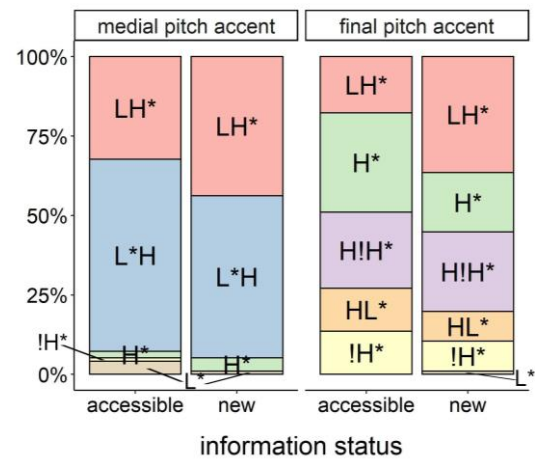 medial pitch accent
final pitch accent
100%
75%
50%
25%
0%
LH*
L*H
H*
!H*
L*
LH*
L*H
H*
LH*
H*
H!H*
HL*
!H*
LH*
H*
H!H*
HL*
!H*
L*
accessible
new
accessible
new
information status